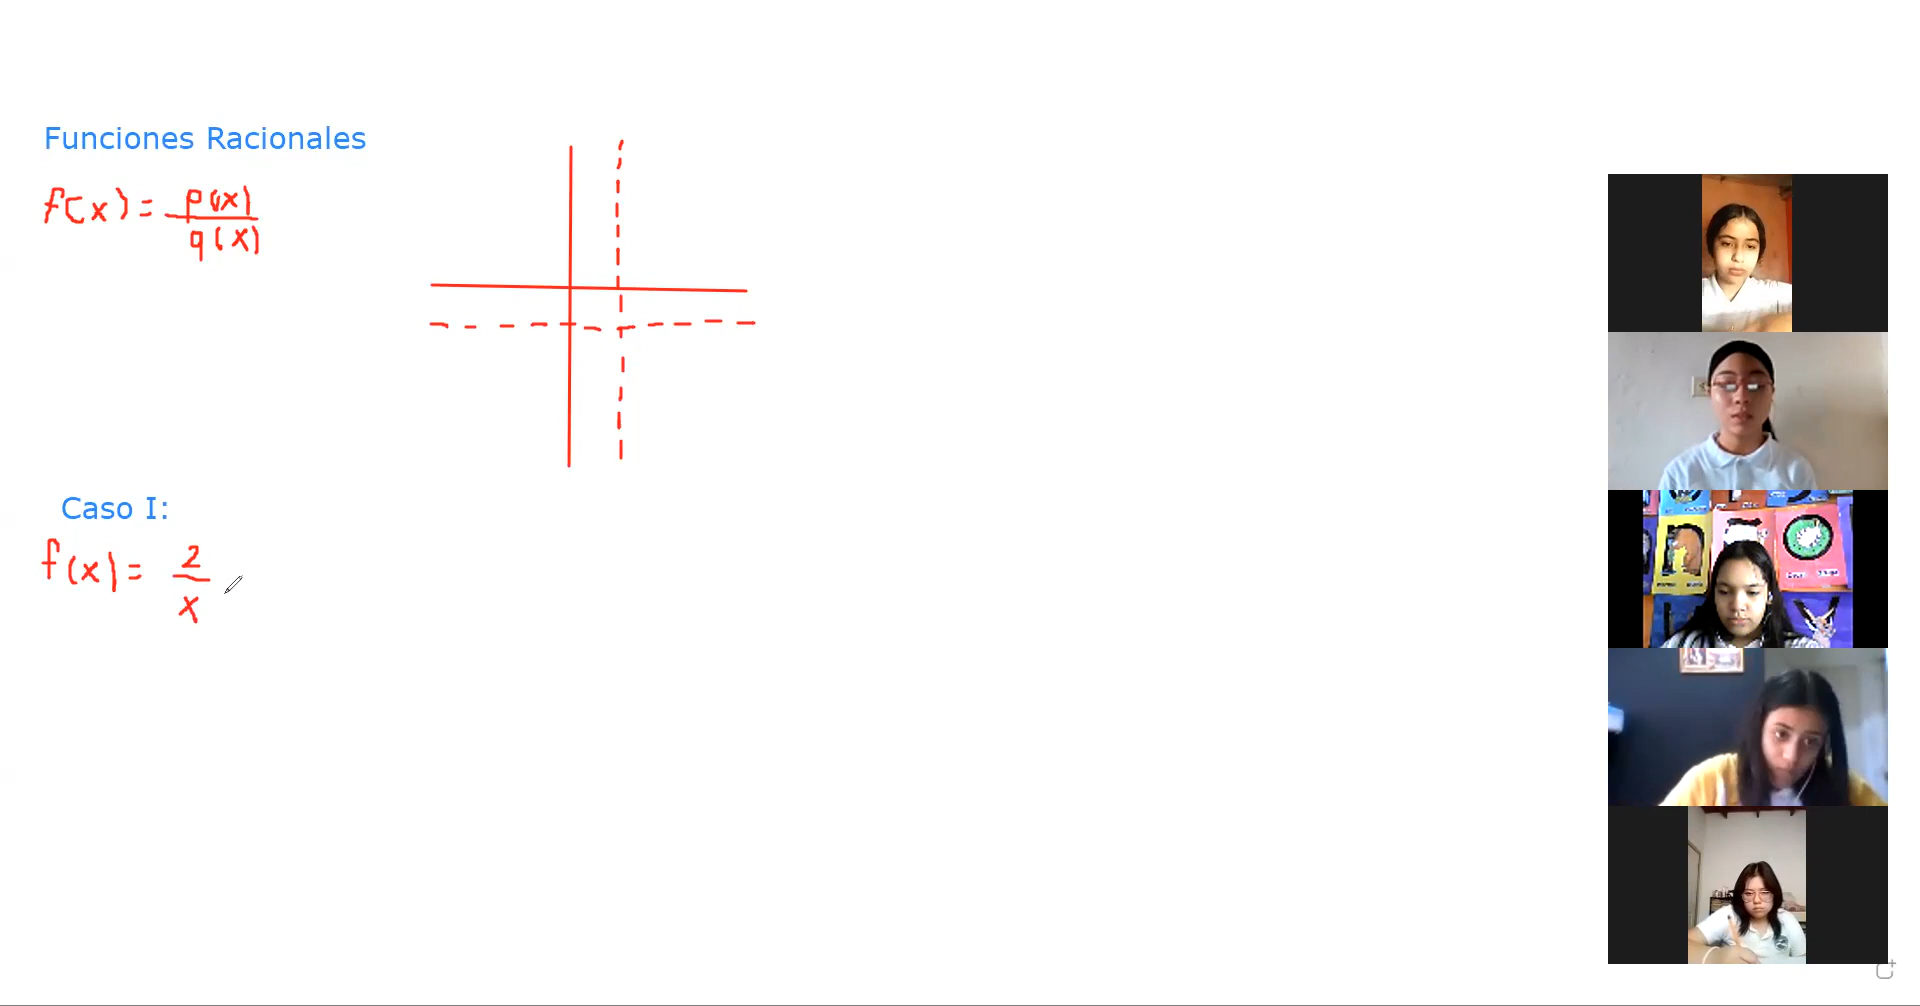 Funciones Racionales
f(x) = p(x)/q(x)
Caso I:
f(x) = 2/x